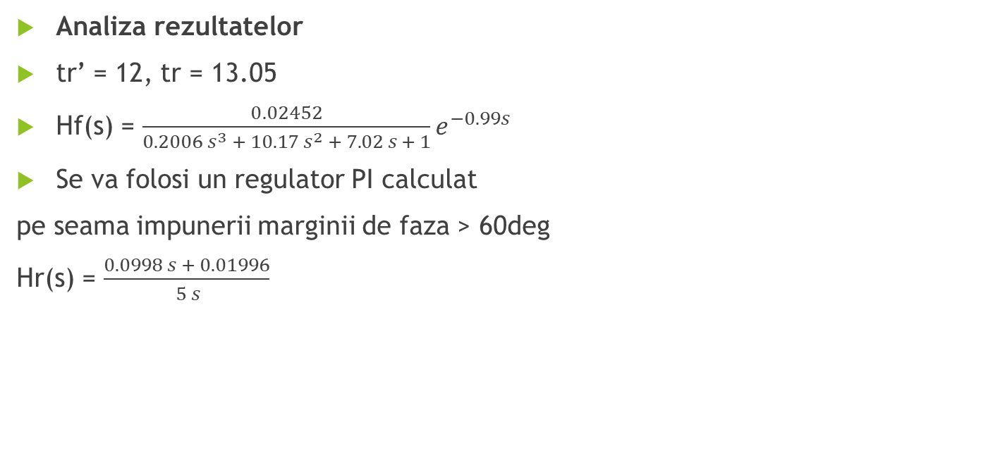 Analiza rezultatelor
tr’ = 12, tr = 13.05
Hf(s) = \frac{0.02452}{0.2006 s^3 + 10.17 s^2 + 7.02 s + 1} e^{-0.99s}
Se va folosi un regulator PI calculat
pe seama impunerii marginii de faza > 60deg
Hr(s) = \frac{0.0998 s + 0.01996}{5 s}